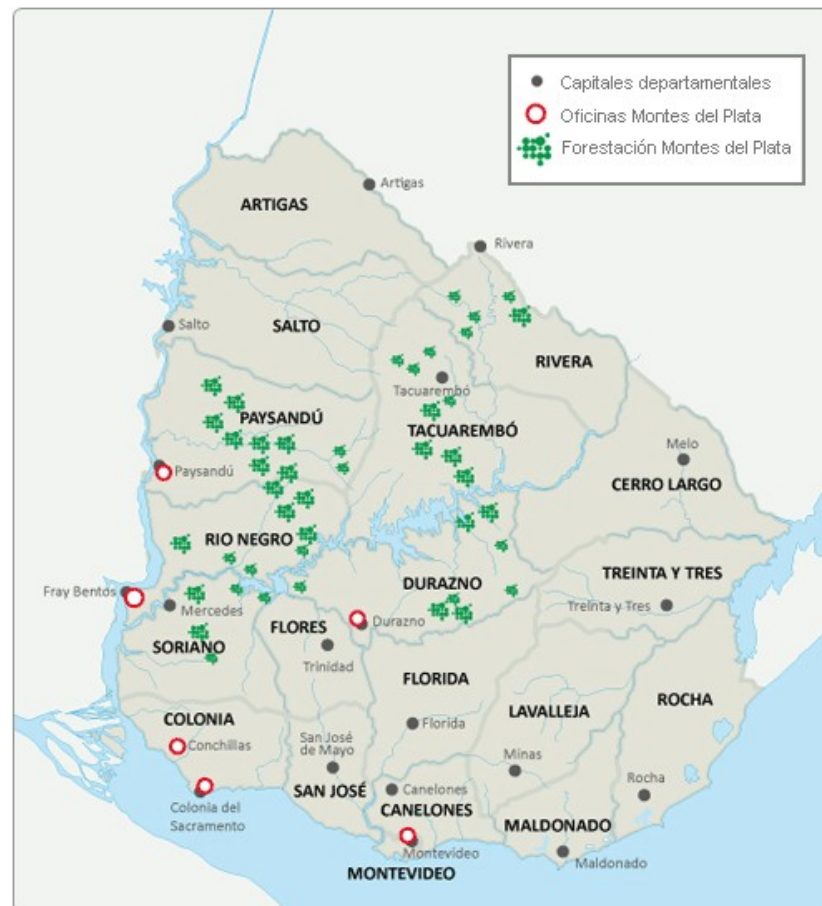 Capitales departamentales
Oficinas Montes del Plata
Forestación Montes del Plata
Artigas
ARTIGAS
Rivera
Salto
SALTO
RIVERA
Tacuarembó
PAYSANDÚ
TACUAREMBÓ
Melo
Paysandú
CERRO LARGO
RIO NEGRO
TREINTA Y TRES
DURAZNO
Fray Bentos
Mercedes
Treinta y Tres
FLORES
Durazno
SORIANO
Trinidad
FLORIDA
ROCHA
LAVALLEJA
COLONIA
Florida
Conchillas
San José
de Mayo
Minas
Rocha
SAN JOSÉ
Canelones
Colonia del
Sacramento
CANELONES
MALDONADO
Montevideo
Maldonado
MONTEVIDEO